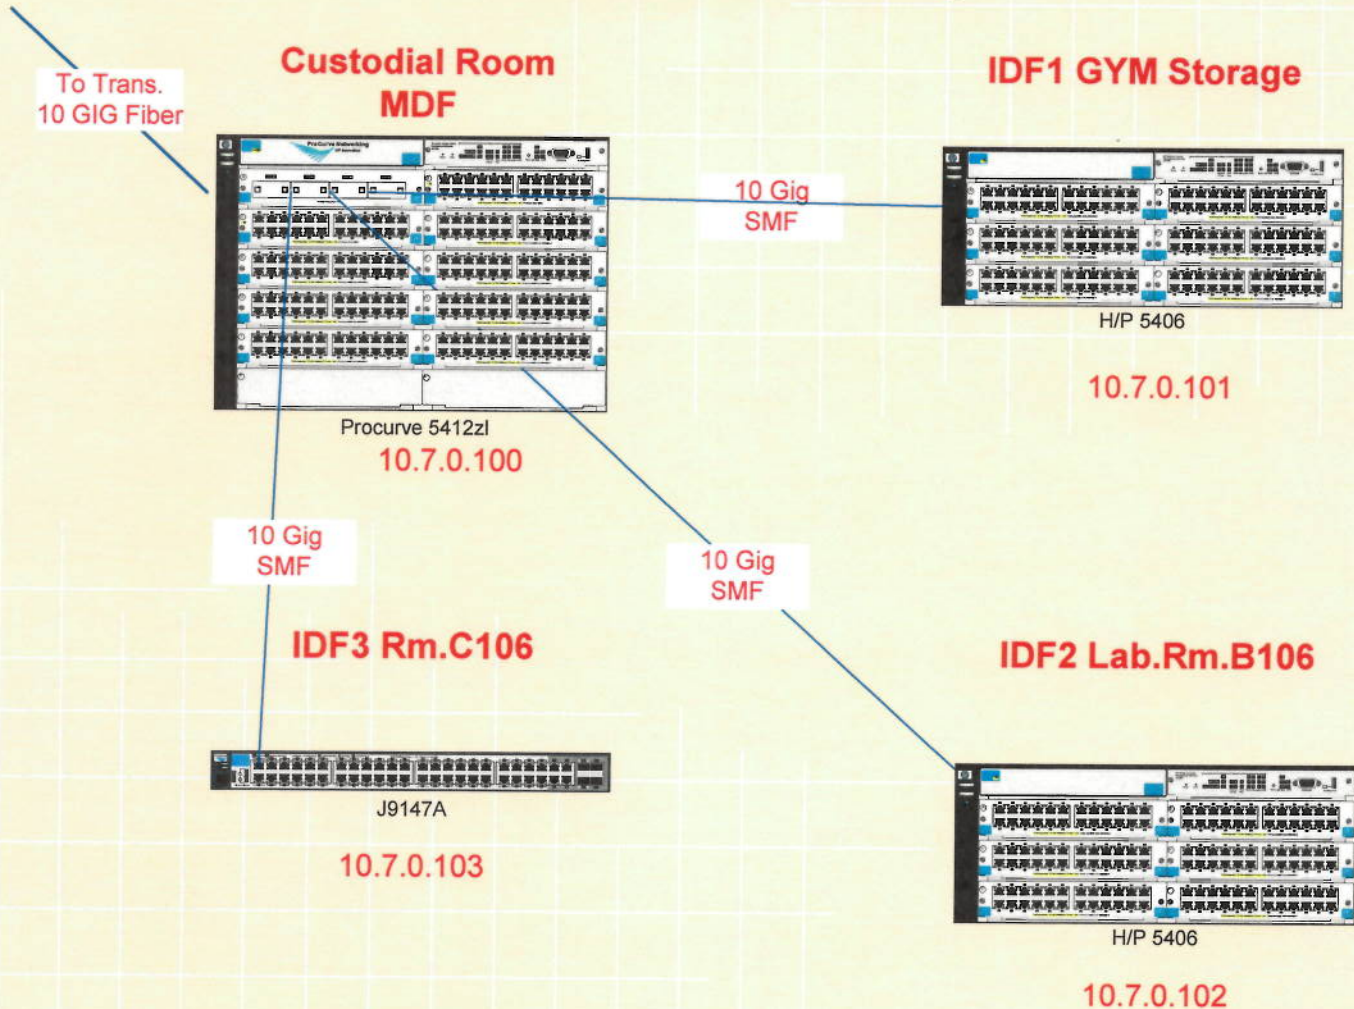 To Trans.
10 GIG Fiber
Custodial Room
MDF
ProCurve Networking
Procurve 5412zl
10.7.0.100
10 Gig
SMF
IDF1 GYM Storage
H/P 5406
10.7.0.101
10 Gig
SMF
10 Gig
SMF
IDF3 Rm.C106
J9147A
10.7.0.103
IDF2 Lab.Rm.B106
H/P 5406
10.7.0.102